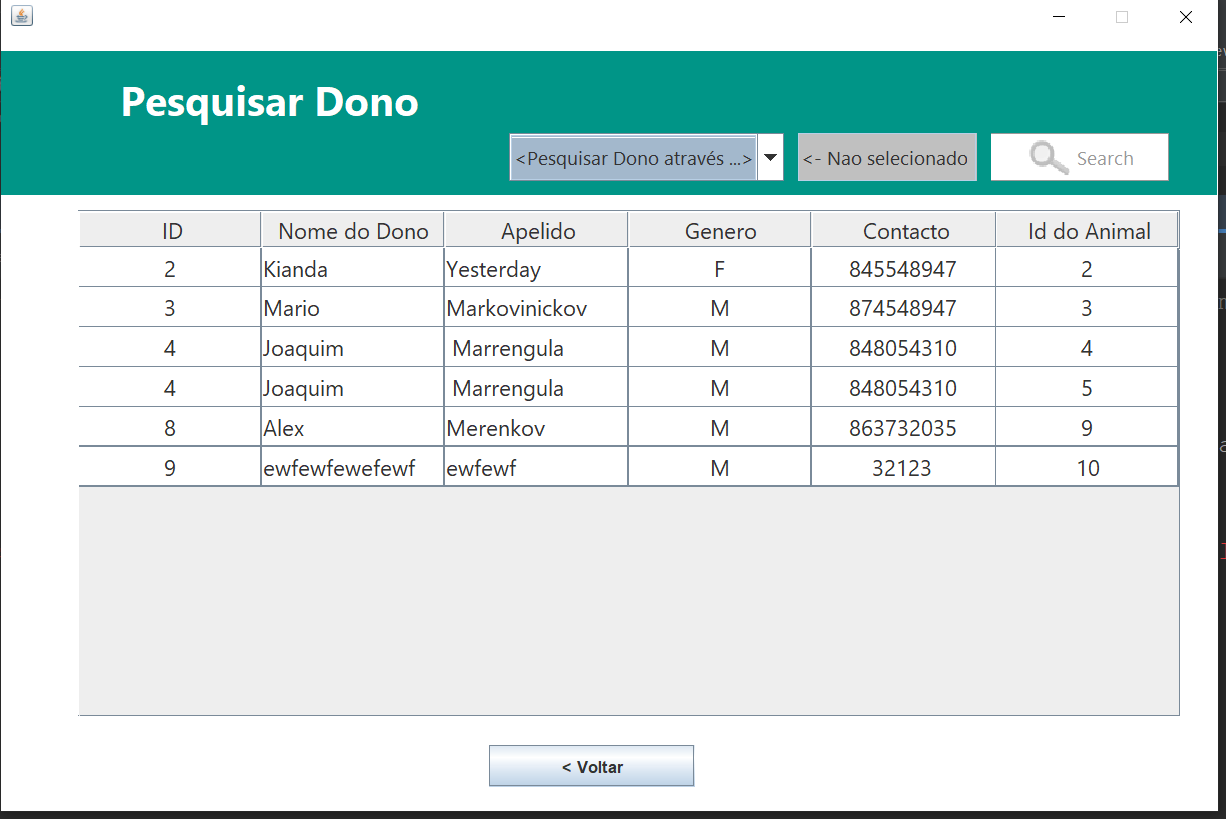 Pesquisar Dono
<Pesquisar Dono através ...> <- Nao selecionado Search
ID Nome do Dono Apelido Genero Contacto Id do Animal
2 Kianda Yesterday F 845548947 2
3 Mario Markovinickov M 874548947 3
4 Joaquim Marrengula M 848054310 4
4 Joaquim Marrengula M 848054310 5
8 Alex Merenkov M 863732035 9
9 ewfewfewefewf ewfewf M 32123 10
< Voltar